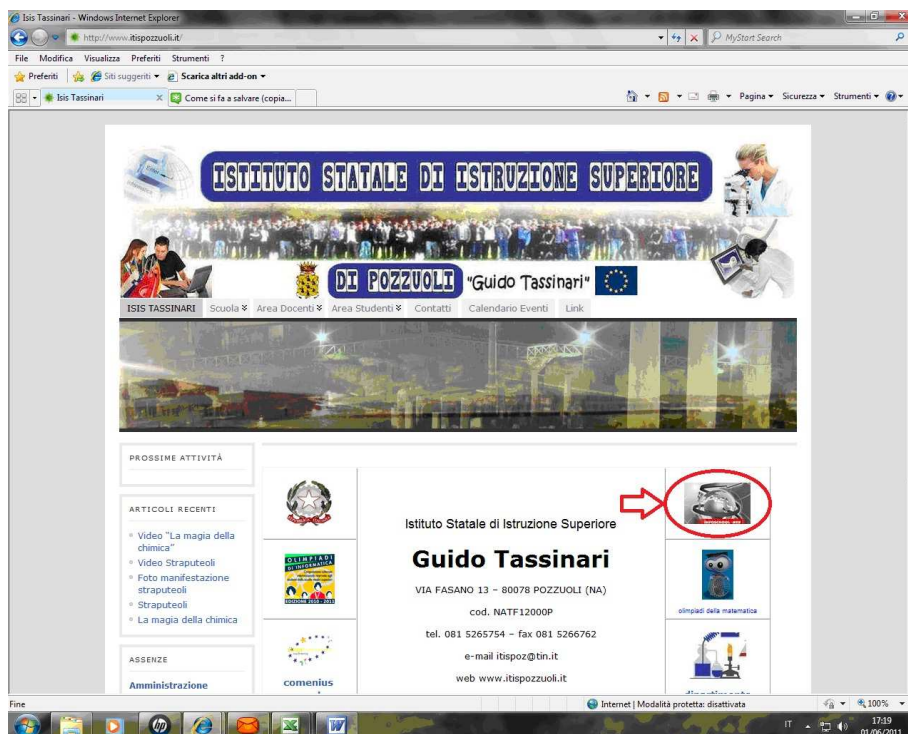 Isis Tassinari - Windows Internet Explorer
http://www.itispozzuoli.it/
MyStart Search
File Modifica Visualizza Preferiti Strumenti ?
Preferiti Siti suggeriti Scarica altri add-on
Isis Tassinari Come si fa a salvare (copia... Pagina Sicurezza Strumenti
ISTITUTO STATALE DI ISTRUZIONE SUPERIORE
DI POZZUOLI "Guido Tassinari"
ISIS TASSINARI Scuola Area Docenti Area Studenti Contatti Calendario Eventi Link
PROSSIME ATTIVITÀ
ARTICOLI RECENTI
Video "La magia della
chimica"
Video Straputeoli
Foto manifestazione
straputeoli
Straputeoli
La magia della chimica
ASSENZE
Amministrazione
OLIMPIADI
DI INFORMATICA
EDIZIONE 2010 - 2011
comenius
Istituto Statale di Istruzione Superiore
Guido Tassinari
VIA FASANO 13 – 80078 POZZUOLI (NA)
cod. NATF12000P
tel. 081 5265754 – fax 081 5266762
e-mail itispoz@tin.it
web www.itispozzuoli.it
olimpiadi della matematica
Fine Internet | Modalità protetta: disattivata 100%
IT 17:19
01/06/2011